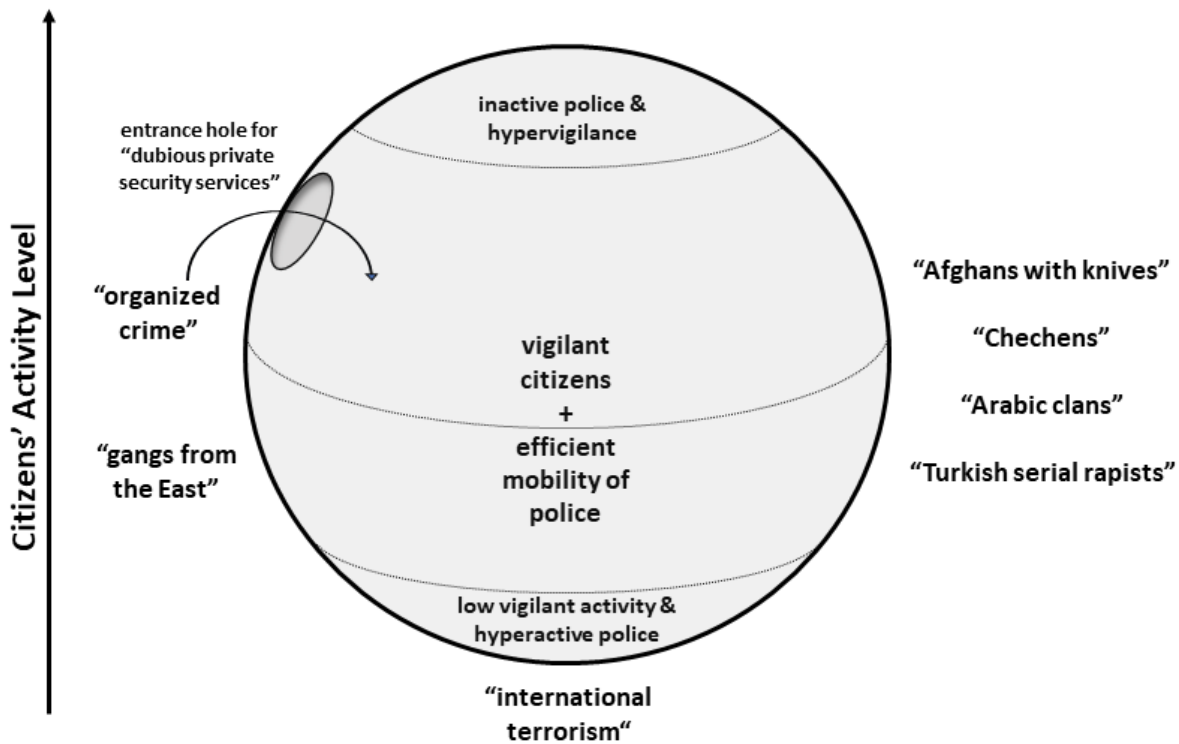 inactive police &
hypervigilance
entrance hole for
“dubious private
security services”
“organized
crime”
“gangs from
the East”
Citizens’ Activity Level
vigilant
citizens
+
efficient
mobility of
police
“Afghans with knives”
“Chechens”
“Arabic clans”
“Turkish serial rapists”
low vigilant activity &
hyperactive police
“international
terrorism“